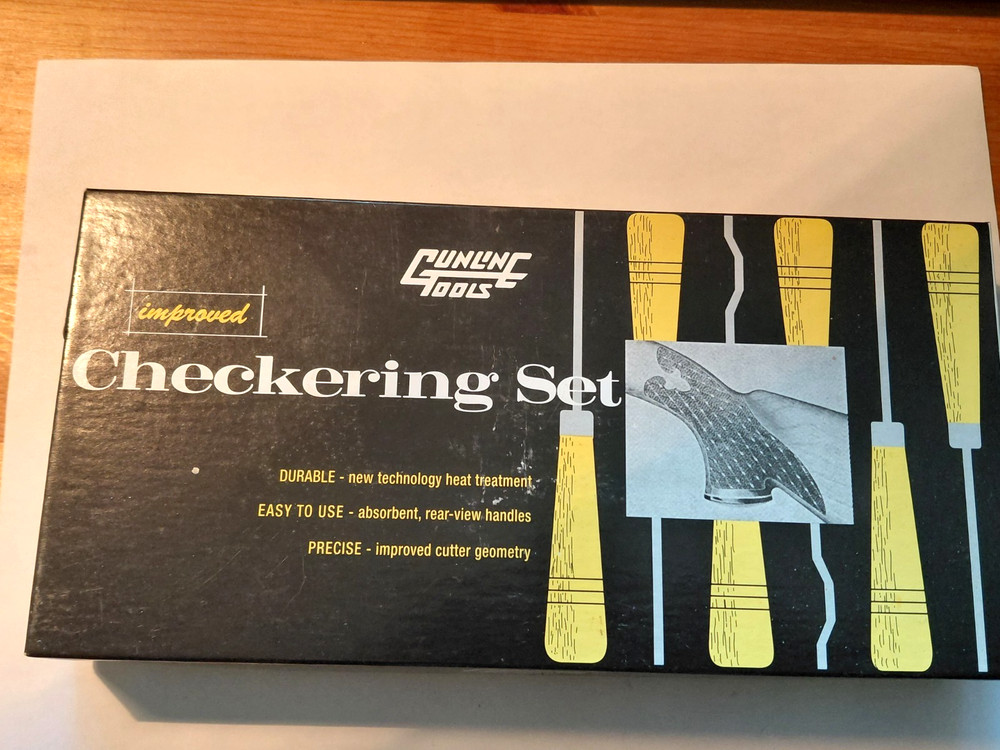 GUNLINE
TOOLS
improved
Checkering Set
DURABLE - new technology heat treatment
EASY TO USE - absorbent, rear-view handles
PRECISE - improved cutter geometry